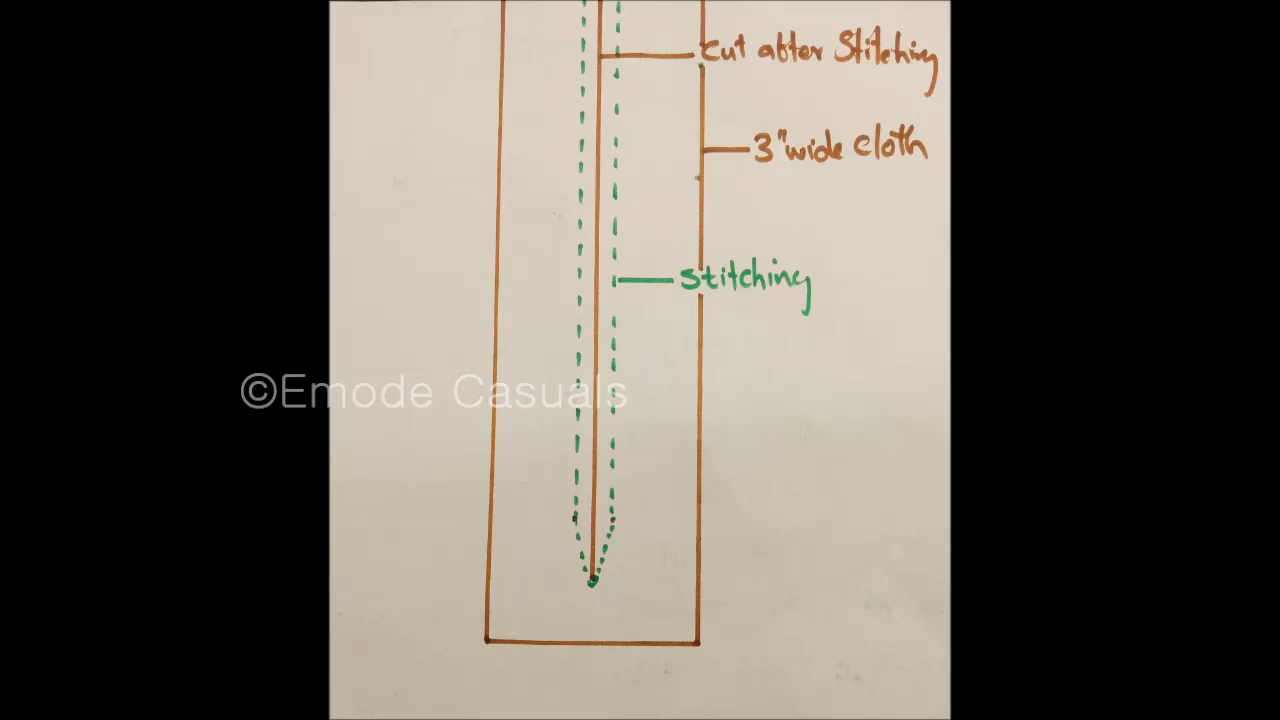 Cut after Stitching
3" wide cloth
Stitching
©Emode Casuals